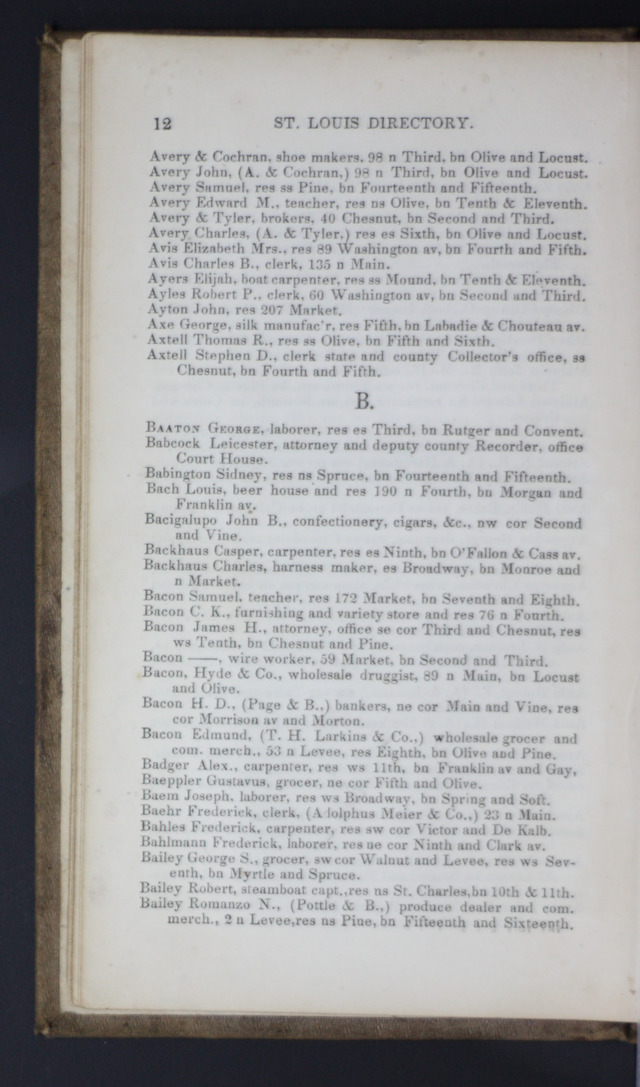 12 ST. LOUIS DIRECTORY.
Avery & Cochran, shoe makers, 98 n Third, bn Olive and Locust.
Avery John, (A. & Cochran,) 98 n Third, bn Olive and Locust.
Avery Samuel, res ss Pine, bn Fourteenth and Fifteenth.
Avery Edward M., teacher, res ns Olive, bn Tenth & Eleventh.
Avery & Tyler, brokers, 40 Chesnut, bn Second and Third.
Avery Charles, (A. & Tyler,) res es Sixth, bn Olive and Locust.
Avis Elizabeth Mrs., res 89 Washington av, bn Fourth and Fifth.
Avis Charles B., clerk, 135 n Main.
Ayers Elijah, boat carpenter, res ss Mound, bn Tenth & Eleventh.
Ayles Robert P., clerk, 60 Washington av, bn Second and Third.
Ayton John, res 207 Market.
Axe George, silk manufac'r, res Fifth, bn Labadie & Chouteau av.
Axtell Thomas R., res ss Olive, bn Fifth and Sixth.
Axtell Stephen D., clerk state and county Collector's office, ss
Chesnut, bn Fourth and Fifth.
B.
BAATON GEORGE, laborer, res es Third, bn Rutger and Convent.
Babcock Leicester, attorney and deputy county Recorder, office
Court House.
Babington Sidney, res ns Spruce, bn Fourteenth and Fifteenth.
Bach Louis, beer house and res 190 n Fourth, bn Morgan and
Franklin av.
Bacigalupo John B., confectionery, cigars, &c., nw cor Second
and Vine.
Backhaus Casper, carpenter, res es Ninth, bn O'Fallon & Cass av.
Backhaus Charles, harness maker, es Broadway, bn Monroe and
n Market.
Bacon Samuel, teacher, res 172 Market, bn Seventh and Eighth.
Bacon C. K., furnishing and variety store and res 76 n Fourth.
Bacon James H., attorney, office se cor Third and Chesnut, res
ws Tenth, bn Chesnut and Pine.
Bacon ——, wire worker, 59 Market, bn Second and Third.
Bacon, Hyde & Co., wholesale druggist, 89 n Main, bn Locust
and Olive.
Bacon H. D., (Page & B.,) bankers, ne cor Main and Vine, res
cor Morrison av and Morton.
Bacon Edmund, (T. H. Larkins & Co.,) wholesale grocer and
com. merch., 53 n Levee, res Eighth, bn Olive and Pine.
Badger Alex., carpenter, res ws 11th, bn Franklin av and Gay,
Baeppler Gustavus, grocer, ne cor Fifth and Olive.
Baem Joseph, laborer, res ws Broadway, bn Spring and Soft.
Baehr Frederick, clerk, (Adolphus Meier & Co.,) 23 n Main.
Bahles Frederick, carpenter, res sw cor Victor and De Kalb.
Bahlmann Frederick, laborer, res ne cor Ninth and Clark av.
Bailey George S., grocer, sw cor Walnut and Levee, res ws Sev-
enth, bn Myrtle and Spruce.
Bailey Robert, steamboat capt., res ns St. Charles, bn 10th & 11th.
Bailey Romanzo N., (Pottle & B.,) produce dealer and com.
merch., 2 n Levee, res ns Pine, bn Fifteenth and Sixteenth.